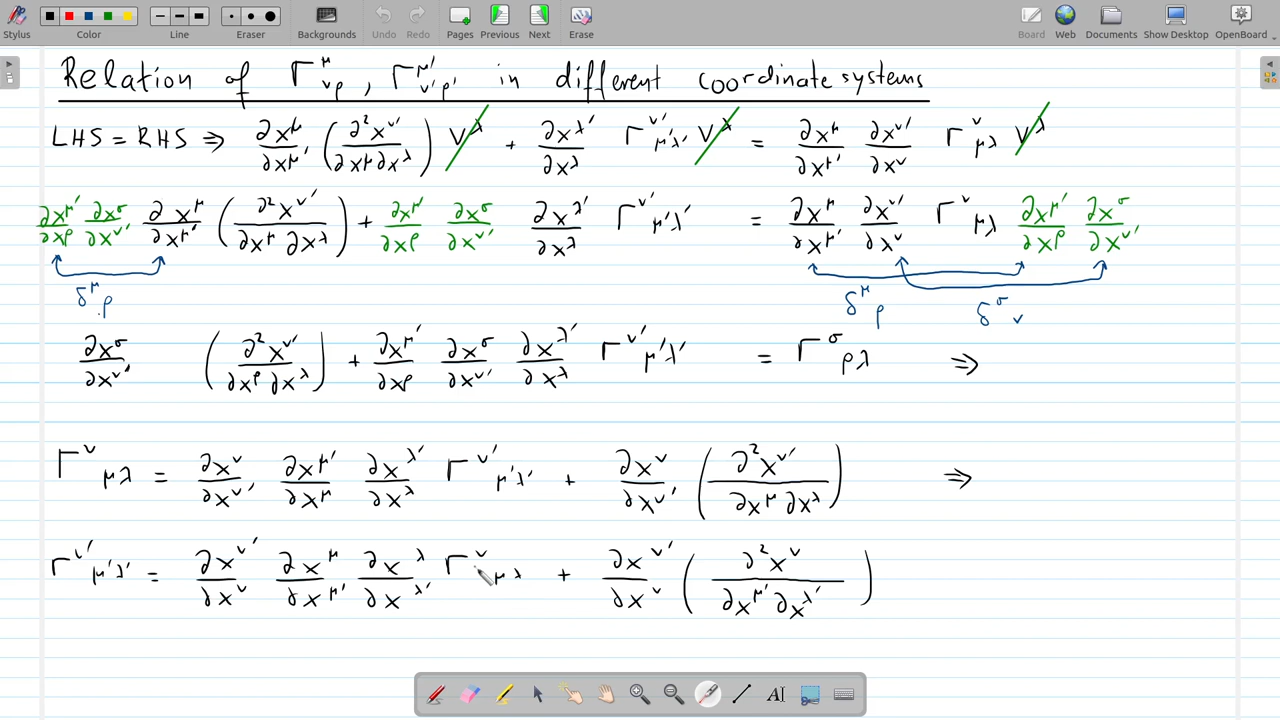 Stylus Color Line Eraser Backgrounds Undo Redo Pages Previous Next Erase Board Web Documents Show Desktop OpenBoard
Relation of Γ^μ_νρ , Γ^μ′_ν′ρ′ in different coordinate systems
LHS = RHS ⇒ ∂x^μ/∂x^μ′ (∂²x^ν′/∂x^μ∂x^λ) V^λ + ∂x^λ′/∂x^λ Γ^ν′_μ′λ′ V^λ = ∂x^μ/∂x^μ′ ∂x^ν′/∂x^ν Γ^ν_μλ V^λ
∂x^μ′/∂x^ρ ∂x^σ/∂x^ν′ ∂x^μ/∂x^μ′ (∂²x^ν′/∂x^μ∂x^λ) + ∂x^μ′/∂x^ρ ∂x^σ/∂x^ν′ ∂x^λ′/∂x^λ Γ^ν′_μ′λ′ = ∂x^μ/∂x^μ′ ∂x^ν′/∂x^ν Γ^ν_μλ ∂x^μ′/∂x^ρ ∂x^σ/∂x^ν′
δ^μ_ρ δ^μ_ρ δ^σ_ν
∂x^σ/∂x^ν′ (∂²x^ν′/∂x^ρ∂x^λ) + ∂x^μ′/∂x^ρ ∂x^σ/∂x^ν′ ∂x^λ′/∂x^λ Γ^ν′_μ′λ′ = Γ^σ_ρλ ⇒
Γ^ν_μλ = ∂x^ν/∂x^ν′ ∂x^μ′/∂x^μ ∂x^λ′/∂x^λ Γ^ν′_μ′λ′ + ∂x^ν/∂x^ν′ (∂²x^ν′/∂x^μ∂x^λ) ⇒
Γ^ν′_μ′λ′ = ∂x^ν′/∂x^ν ∂x^μ/∂x^μ′ ∂x^λ/∂x^λ′ Γ^ν_μλ + ∂x^ν′/∂x^ν (∂²x^ν/∂x^μ′∂x^λ′)